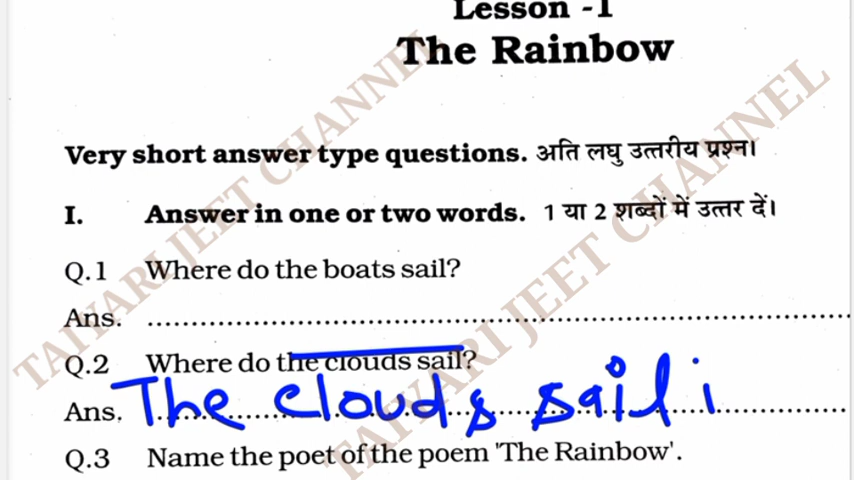 Lesson -1
The Rainbow
Very short answer type questions. अति लघु उत्तरीय प्रश्न।
I. Answer in one or two words. 1 या 2 शब्दों में उत्तर दें।
Q.1 Where do the boats sail?
Ans. ........................................................................
Q.2 Where do the clouds sail?
Ans. The clouds sail i
Q.3 Name the poet of the poem 'The Rainbow'.
TAIYARI JEET CHANNEL
TAIYARI JEET CHANNEL